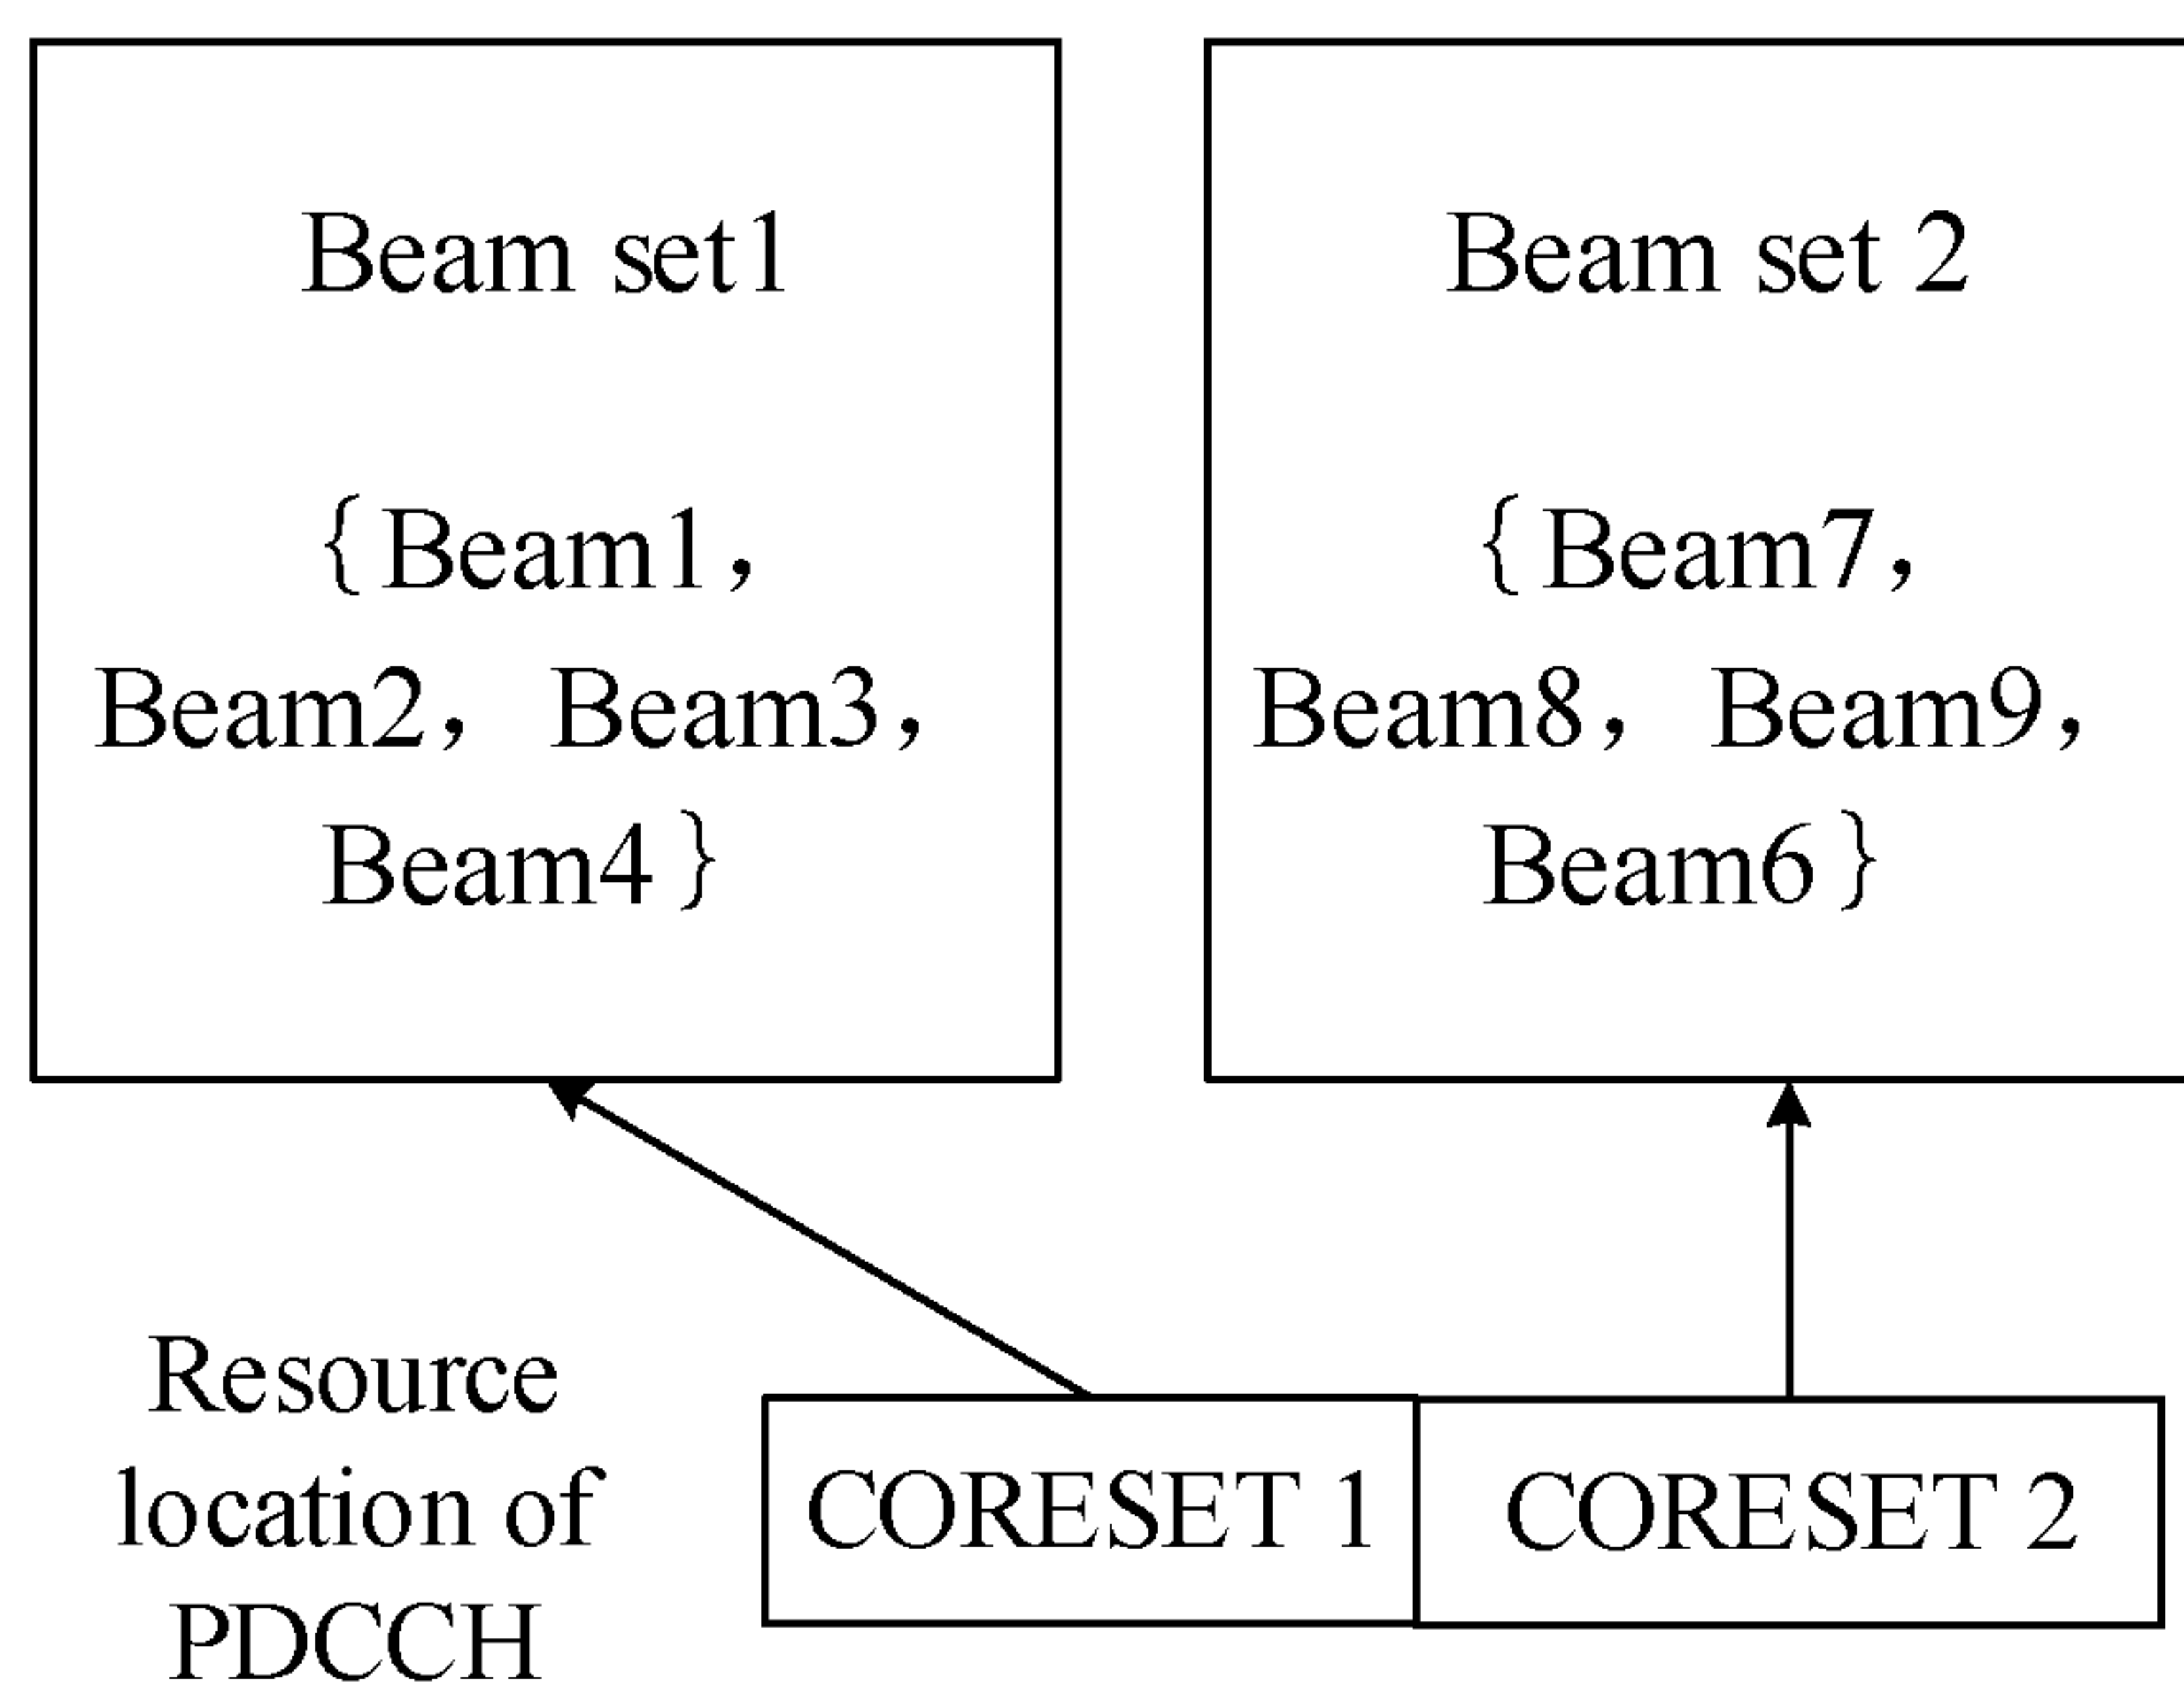 Beam set1
{Beam1,
Beam2, Beam3,
Beam4}
Beam set 2
{Beam7,
Beam8, Beam9,
Beam6}
Resource
location of
PDCCH
CORESET 1
CORESET 2